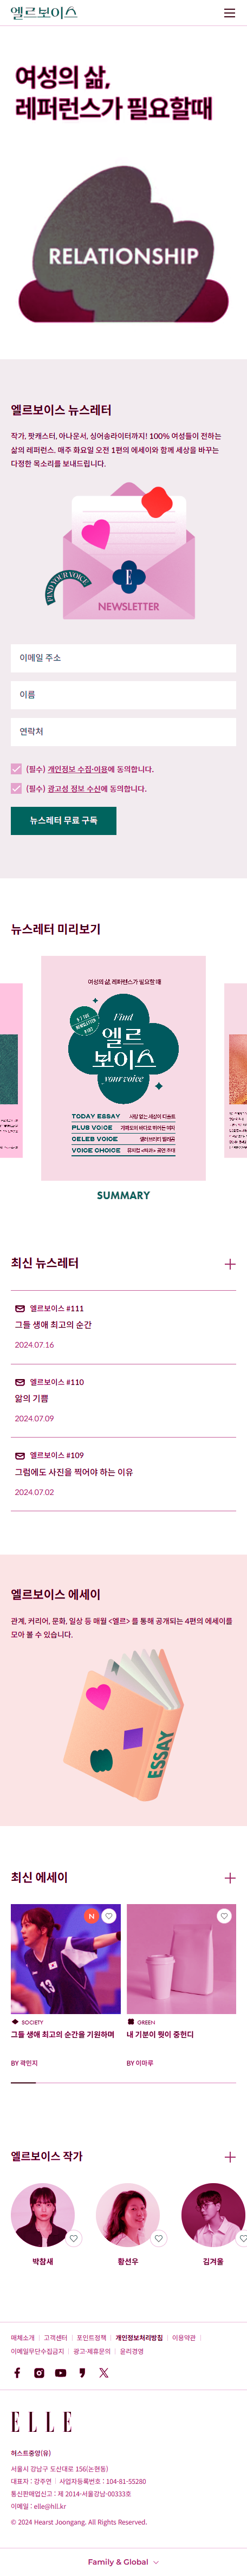 엘르보이스
여성의 삶,
레퍼런스가 필요할때
RELATIONSHIP
엘르보이스 뉴스레터
작가, 팟캐스터, 아나운서, 싱어송라이터까지! 100% 여성들이 전하는
삶의 레퍼런스. 매주 화요일 오전 1편의 에세이와 함께 세상을 바꾸는
다정한 목소리를 보내드립니다.
FIND YOUR VOICE
E
NEWSLETTER
이메일 주소
이름
연락처
(필수) 개인정보 수집·이용에 동의합니다.
(필수) 광고성 정보 수신에 동의합니다.
뉴스레터 무료 구독
뉴스레터 미리보기
여성의 삶, 레퍼런스가 필요할 때
Find
엘르
보이스
your voice
TODAY ESSAY
PLUS VOICE
CELEB VOICE
VOICE CHOICE
SUMMARY
최신 뉴스레터
엘르보이스 #111
그들 생애 최고의 순간
2024.07.16
엘르보이스 #110
앎의 기쁨
2024.07.09
엘르보이스 #109
그럼에도 사진을 찍어야 하는 이유
2024.07.02
엘르보이스 에세이
관계, 커리어, 문화, 일상 등 매월 <엘르> 를 통해 공개되는 4편의 에세이를
모아 볼 수 있습니다.
ESSAY
최신 에세이
N
SOCIETY
그들 생애 최고의 순간을 기원하며
BY 곽민지
GREEN
내 기분이 뭣이 중헌디
BY 이마루
엘르보이스 작가
박참새
황선우
김겨울
매체소개 고객센터 포인트정책 개인정보처리방침 이용약관
이메일무단수집금지 광고·제휴문의 윤리경영
ELLE
허스트중앙(유)
서울시 강남구 도산대로 156(논현동)
대표자 : 강주연 사업자등록번호 : 104-81-55280
통신판매업신고 : 제 2014-서울강남-00333호
이메일 : elle@hll.kr
© 2024 Hearst Joongang. All Rights Reserved.
Family & Global